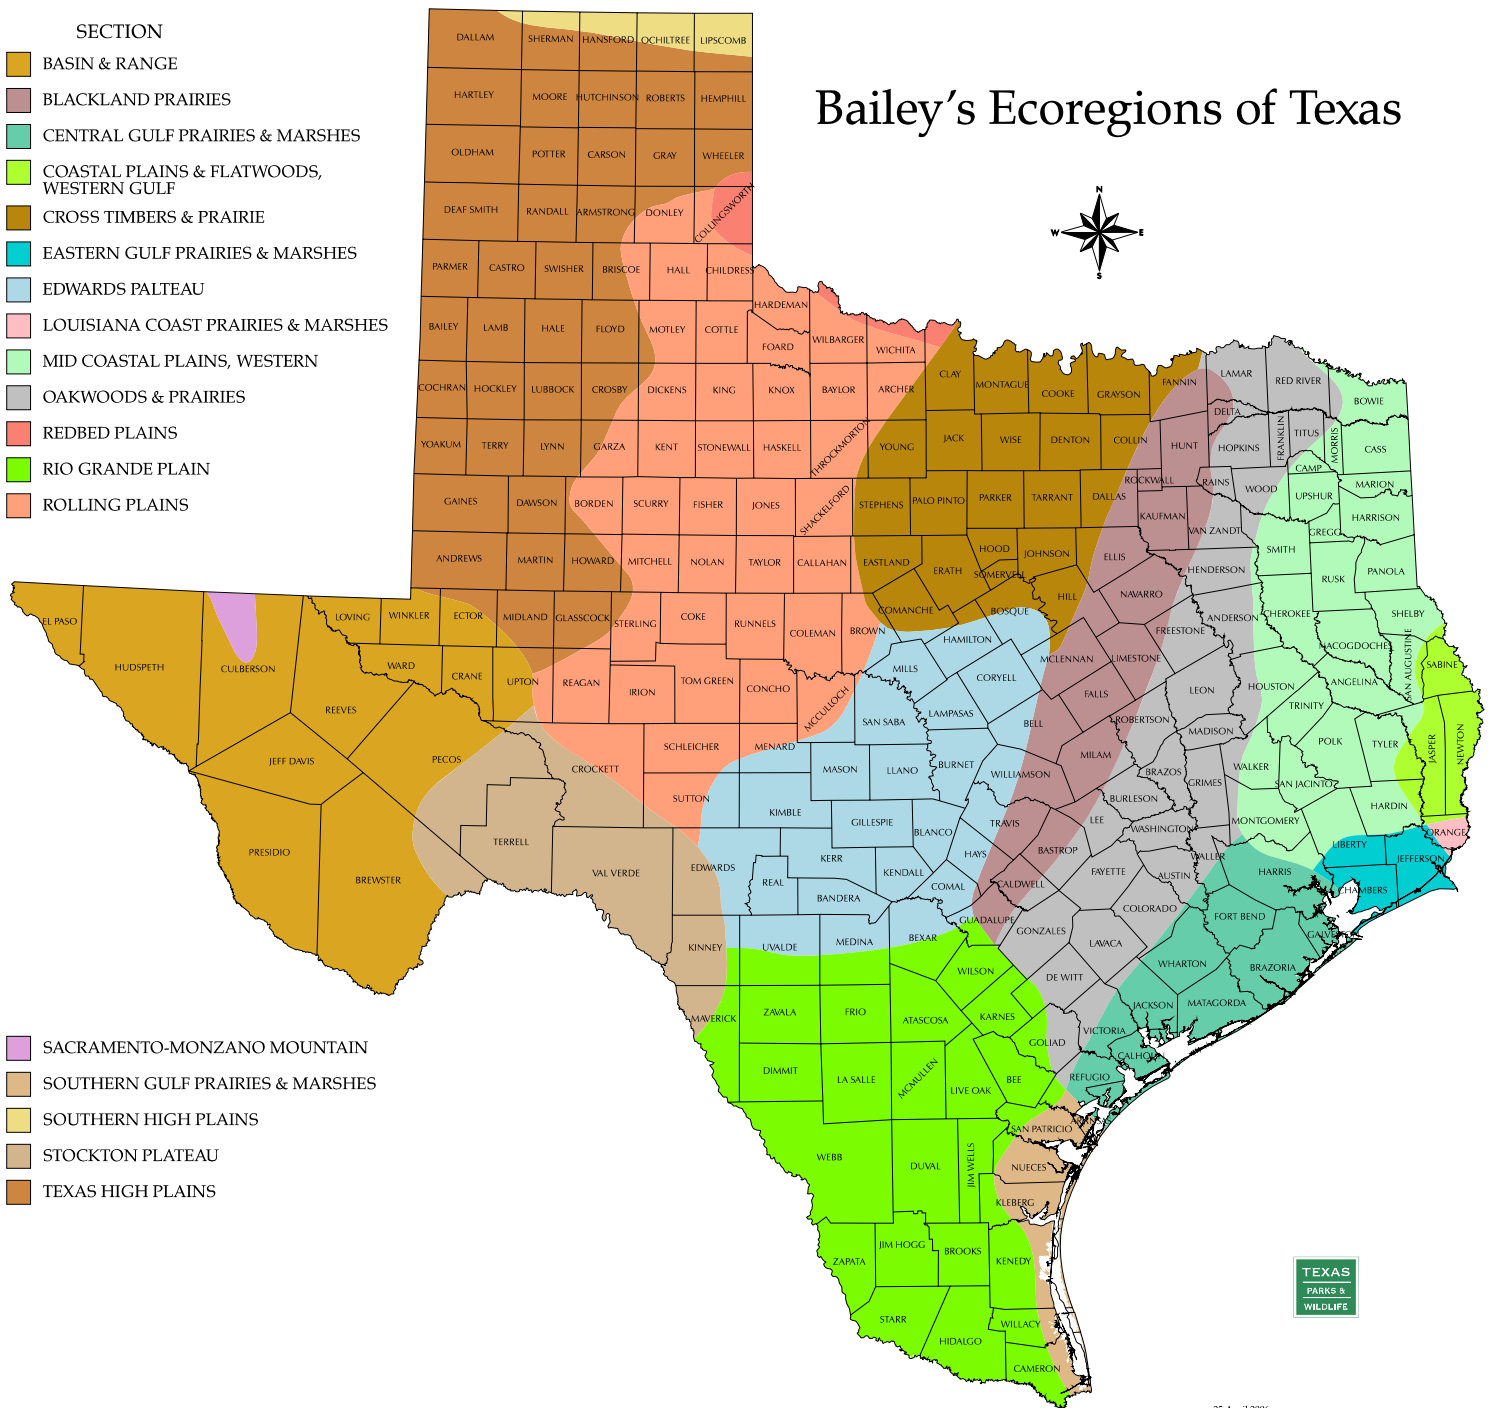 SECTION
BASIN & RANGE
BLACKLAND PRAIRIES
CENTRAL GULF PRAIRIES & MARSHES
COASTAL PLAINS & FLATWOODS,
WESTERN GULF
CROSS TIMBERS & PRAIRIE
EASTERN GULF PRAIRIES & MARSHES
EDWARDS PALTEAU
LOUISIANA COAST PRAIRIES & MARSHES
MID COASTAL PLAINS, WESTERN
OAKWOODS & PRAIRIES
REDBED PLAINS
RIO GRANDE PLAIN
ROLLING PLAINS
SACRAMENTO-MONZANO MOUNTAIN
SOUTHERN GULF PRAIRIES & MARSHES
SOUTHERN HIGH PLAINS
STOCKTON PLATEAU
TEXAS HIGH PLAINS
Bailey's Ecoregions of Texas
N
W E
S
DALLAM SHERMAN HANSFORD OCHILTREE LIPSCOMB
HARTLEY MOORE HUTCHINSON ROBERTS HEMPHILL
OLDHAM POTTER CARSON GRAY WHEELER
DEAF SMITH RANDALL ARMSTRONG DONLEY COLLINGSWORTH
PARMER CASTRO SWISHER BRISCOE HALL CHILDRESS
HARDEMAN
BAILEY LAMB HALE FLOYD MOTLEY COTTLE FOARD WILBARGER WICHITA
COCHRAN HOCKLEY LUBBOCK CROSBY DICKENS KING KNOX BAYLOR ARCHER CLAY MONTAGUE COOKE GRAYSON FANNIN LAMAR RED RIVER BOWIE
YOAKUM TERRY LYNN GARZA KENT STONEWALL HASKELL THROCKMORTON YOUNG JACK WISE DENTON COLLIN HUNT DELTA HOPKINS FRANKLIN TITUS MORRIS CASS
CAMP
GAINES DAWSON BORDEN SCURRY FISHER JONES SHACKELFORD STEPHENS PALO PINTO PARKER TARRANT DALLAS ROCKWALL RAINS WOOD UPSHUR MARION
KAUFMAN VAN ZANDT GREGG HARRISON
ANDREWS MARTIN HOWARD MITCHELL NOLAN TAYLOR CALLAHAN EASTLAND ERATH HOOD SOMERVELL JOHNSON ELLIS HENDERSON SMITH RUSK PANOLA
EL PASO HUDSPETH CULBERSON LOVING WINKLER ECTOR MIDLAND GLASSCOCK STERLING COKE RUNNELS COLEMAN BROWN COMANCHE BOSQUE HILL NAVARRO FREESTONE ANDERSON CHEROKEE NACOGDOCHES SHELBY
REEVES WARD CRANE UPTON REAGAN IRION TOM GREEN CONCHO MCCULLOCH MILLS HAMILTON CORYELL MCLENNAN LIMESTONE FALLS LEON HOUSTON ANGELINA SAN AUGUSTINE SABINE
JEFF DAVIS PECOS CROCKETT SCHLEICHER MENARD SAN SABA LAMPASAS BELL ROBERTSON MADISON TRINITY POLK TYLER JASPER NEWTON
SUTTON KIMBLE MASON LLANO BURNET WILLIAMSON MILAM BRAZOS GRIMES WALKER SAN JACINTO HARDIN
PRESIDIO BREWSTER TERRELL VAL VERDE EDWARDS KERR GILLESPIE BLANCO TRAVIS LEE BURLESON WASHINGTON MONTGOMERY LIBERTY ORANGE
REAL BANDERA KENDALL COMAL HAYS CALDWELL BASTROP FAYETTE AUSTIN WALLER HARRIS CHAMBERS JEFFERSON
KINNEY UVALDE MEDINA BEXAR GUADALUPE GONZALES LAVACA COLORADO FORT BEND GALVESTON
MAVERICK ZAVALA FRIO ATASCOSA WILSON KARNES DE WITT JACKSON WHARTON MATAGORDA BRAZORIA
DIMMIT LA SALLE MCMULLEN LIVE OAK BEE GOLIAD VICTORIA CALHOUN REFUGIO
WEBB DUVAL JIM WELLS SAN PATRICIO ARANSAS NUECES
KLEBERG
ZAPATA JIM HOGG BROOKS KENEDY
STARR HIDALGO WILLACY
CAMERON
TEXAS
PARKS &
WILDLIFE